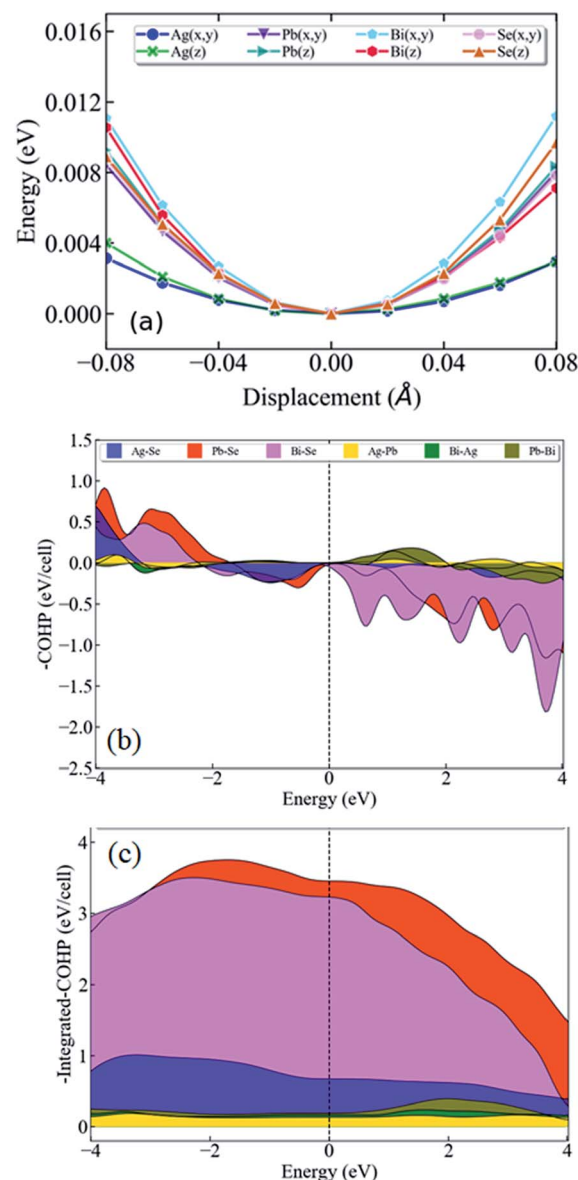 0.016
0.012
0.008
0.004
0.000
Energy (eV)
Ag(x,y) Pb(x,y) Bi(x,y) Se(x,y)
Ag(z) Pb(z) Bi(z) Se(z)
(a)
−0.08 −0.04 0.00 0.04 0.08
Displacement (Å)
1.5
1.0
0.5
0.0
−0.5
−1.0
−1.5
−2.0
−2.5
-COHP (eV/cell)
Ag-Se Pb-Se Bi-Se Ag-Pb Bi-Ag Pb-Bi
(b)
−4 −2 0 2 4
Energy (eV)
4
3
2
1
0
-Integrated-COHP (eV/cell)
(c)
−4 −2 0 2 4
Energy (eV)